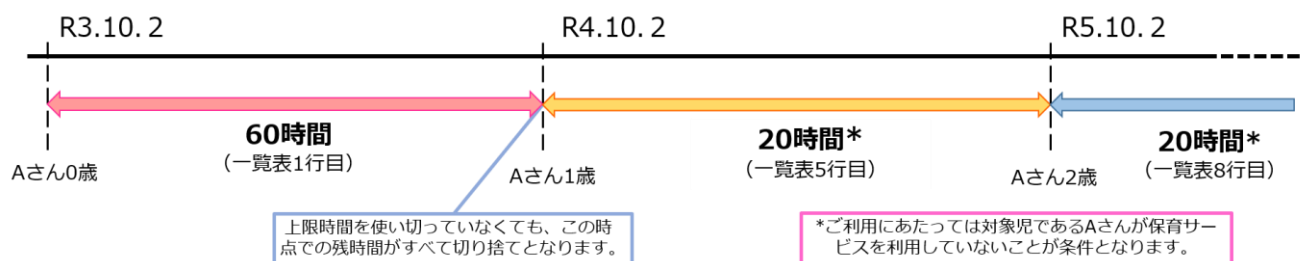 R3.10.2
R4.10.2
R5.10.2
60時間
(一覧表1行目)
20時間*
(一覧表5行目)
20時間*
(一覧表8行目)
Aさん0歳
Aさん1歳
Aさん2歳
上限時間を使い切っていなくても、この時
点での残時間がすべて切り捨てとなります。
*ご利用にあたっては対象児であるAさんが保育サー
ビスを利用していないことが条件となります。